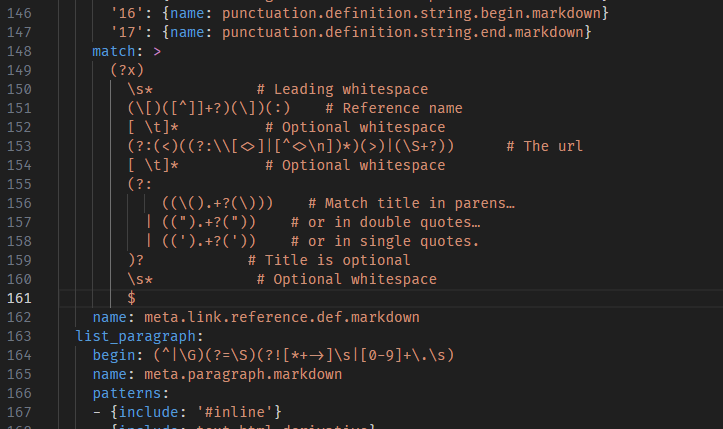 146 '16': {name: punctuation.definition.string.begin.markdown}
147 '17': {name: punctuation.definition.string.end.markdown}
148 match: >
149 (?x)
150 \s* # Leading whitespace
151 (\[)([^]]+?)(\])(:) # Reference name
152 [ \t]* # Optional whitespace
153 (?:(<)((?:\\[<>]|[^<>\n])*)(>)|(\S+?)) # The url
154 [ \t]* # Optional whitespace
155 (?:
156 ((\().+?(\))) # Match title in parens…
157 | ((").+?(")) # or in double quotes…
158 | ((').+?(')) # or in single quotes.
159 )? # Title is optional
160 \s* # Optional whitespace
161 $
162 name: meta.link.reference.def.markdown
163 list_paragraph:
164 begin: (^|\G)(?=\S)(?![*+->]\s|[0-9]+\.\s)
165 name: meta.paragraph.markdown
166 patterns:
167 - {include: '#inline'}